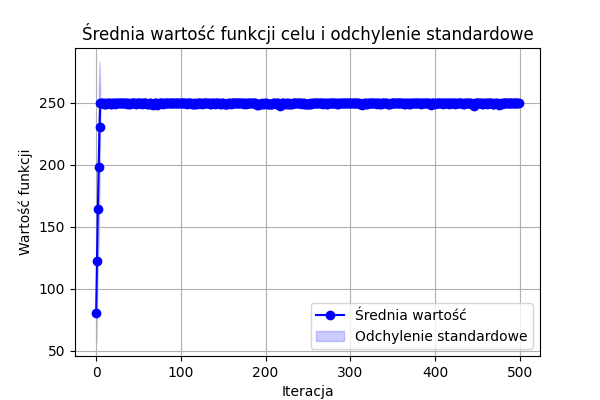 Średnia wartość funkcji celu i odchylenie standardowe
Wartość funkcji
250
200
150
100
50
0
100
200
300
400
500
Iteracja
Średnia wartość
Odchylenie standardowe